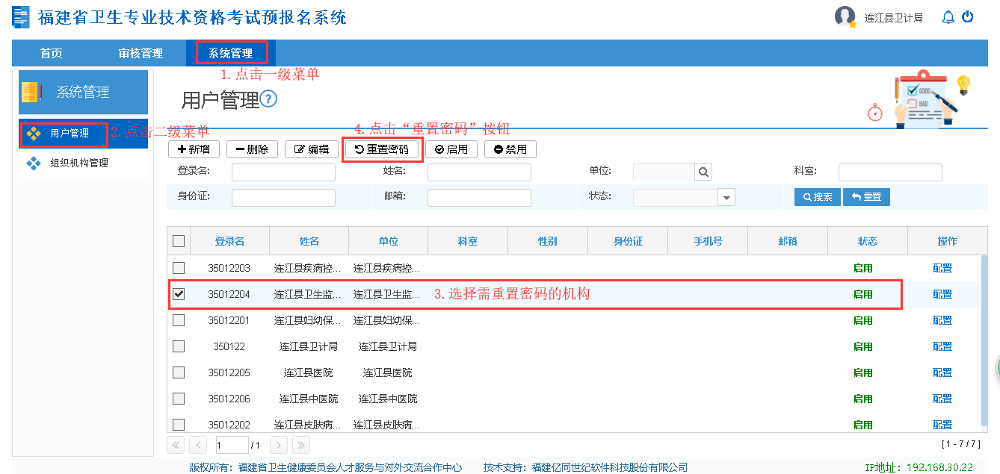 福建省卫生专业技术资格考试预报名系统
连江县卫计局
首页 审核管理 系统管理
1.点击一级菜单
系统管理
用户管理
GOOD
BAD
用户管理 2.点击二级菜单
4.点击“重置密码”按钮
新增 删除 编辑 重置密码 启用 禁用
组织机构管理
登录名: 姓名: 单位: 科室:
身份证: 邮箱: 状态: 搜索 重置
登录名 姓名 单位 科室 性别 身份证 手机号 邮箱 状态 操作
35012203 连江县疾病控... 连江县疾病控... 启用 配置
35012204 连江县卫生监... 连江县卫生监... 3.选择需重置密码的机构 启用 配置
35012201 连江县妇幼保... 连江县妇幼保... 启用 配置
350122 连江县卫计局 连江县卫计局 启用 配置
35012205 连江县医院 连江县医院 启用 配置
35012206 连江县中医院 连江县中医院 启用 配置
35012202 连江县皮肤病... 连江县皮肤病... 启用 配置
1 / 1 [ 1 - 7 / 7 ]
版权所有：福建省卫生健康委员会人才服务与对外交流合作中心 技术支持：福建亿同世纪软件科技股份有限公司 IP地址：192.168.30.22